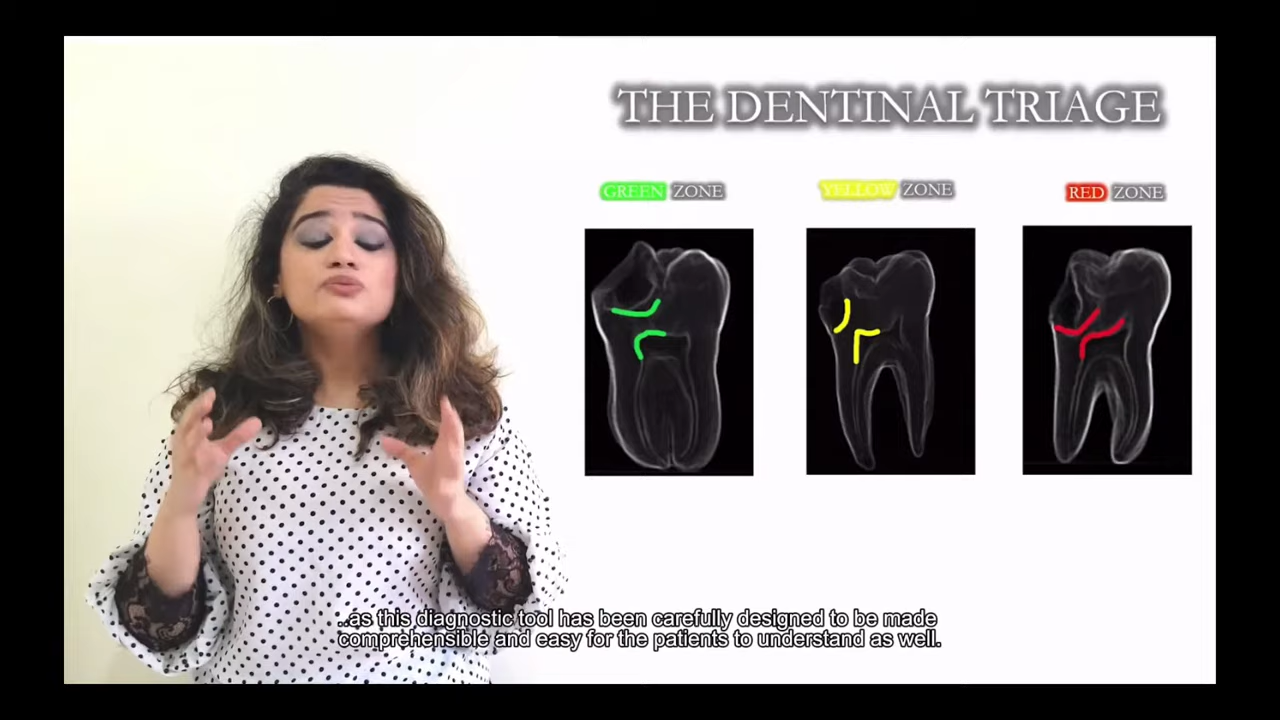 THE DENTINAL TRIAGE
GREEN ZONE
YELLOW ZONE
RED ZONE
..as this diagnostic tool has been carefully designed to be made
comprehensible and easy for the patients to understand as well.